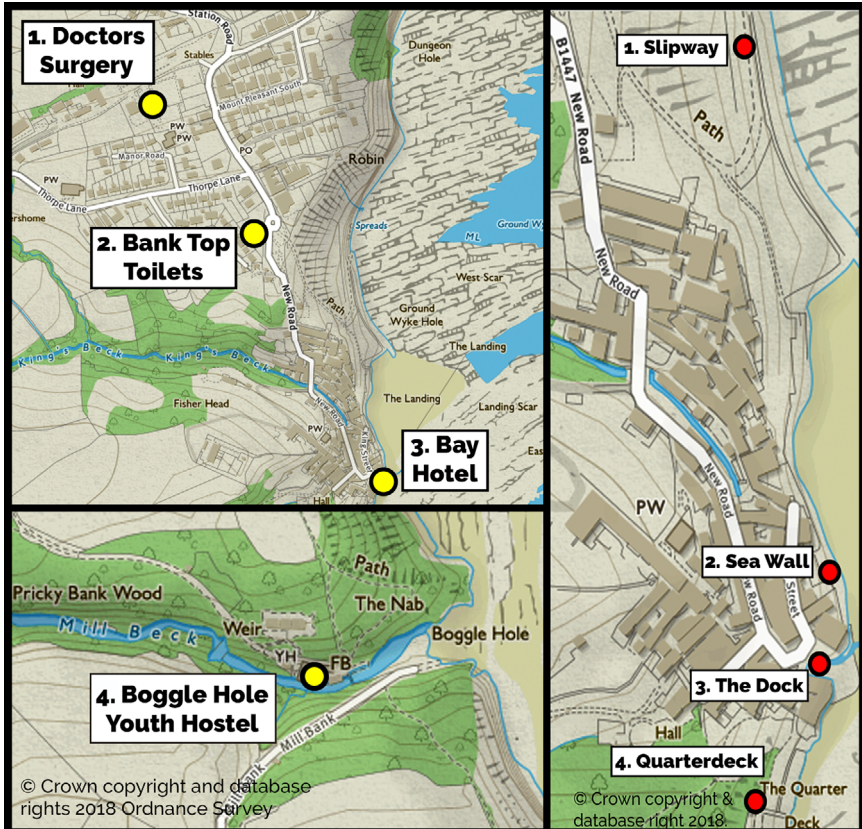 Station Road
1. Doctors
Surgery
Stables
Dungeon
Hole
Mount Pleasant South
PW
PW
Manor Road
PO
Robin
PW
Thorpe Lane
Thorpe Lane
ershome
2. Bank Top
Toilets
Spreads
Ground Wy
ML
West Scar
New Road
Path
Ground
Wyke Hole
The Landing
King's Beck
King's Beck
Fisher Head
The Landing
Landing Scar
New Road
PW
King Street
3. Bay
Hotel
Eas
Hall
Path
Pricky Bank Wood
The Nab
Mill Beck
Weir
Boggle Hole
YH
FB
4. Boggle Hole
Youth Hostel
Mill Bank
Bank
© Crown copyright and database
rights 2018 Ordnance Survey
1. Slipway
B1447 New Road
Path
New Road
New Road
PW
2. Sea Wall
Street
w Road
3. The Dock
Hall
4. Quarterdeck
The Quarter
Deck
© Crown copyright &
database right 2018